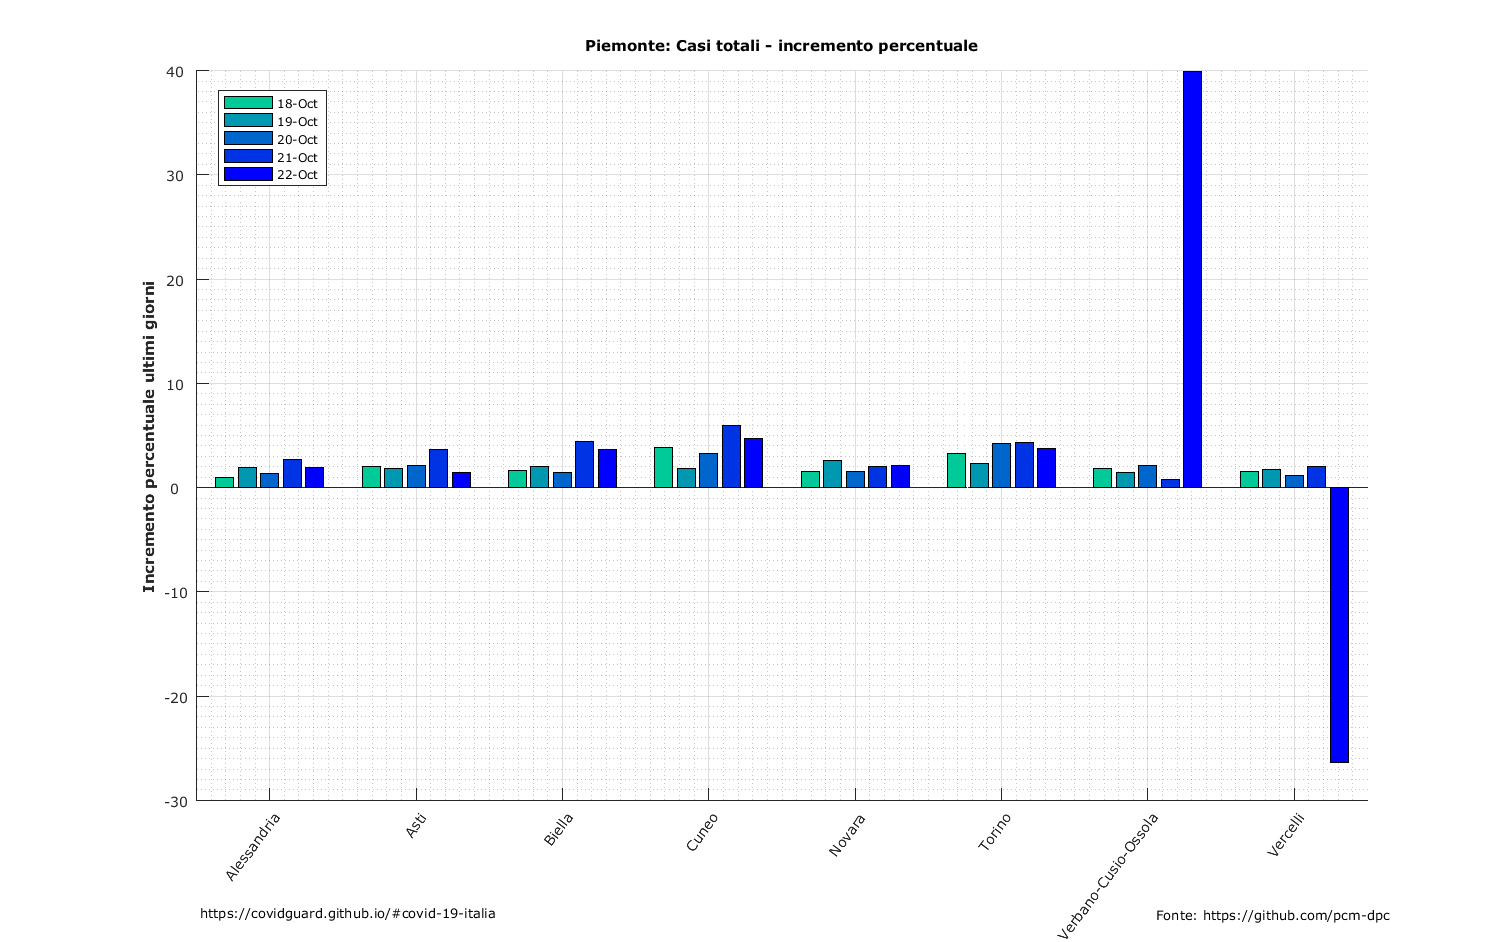 Piemonte: Casi totali - incremento percentuale
Incremento percentuale ultimi giorni
40
30
20
10
0
-10
-20
-30
18-Oct
19-Oct
20-Oct
21-Oct
22-Oct
Alessandria
Asti
Biella
Cuneo
Novara
Torino
Verbano-Cusio-Ossola
Vercelli
https://covidguard.github.io/#covid-19-italia
Fonte: https://github.com/pcm-dpc